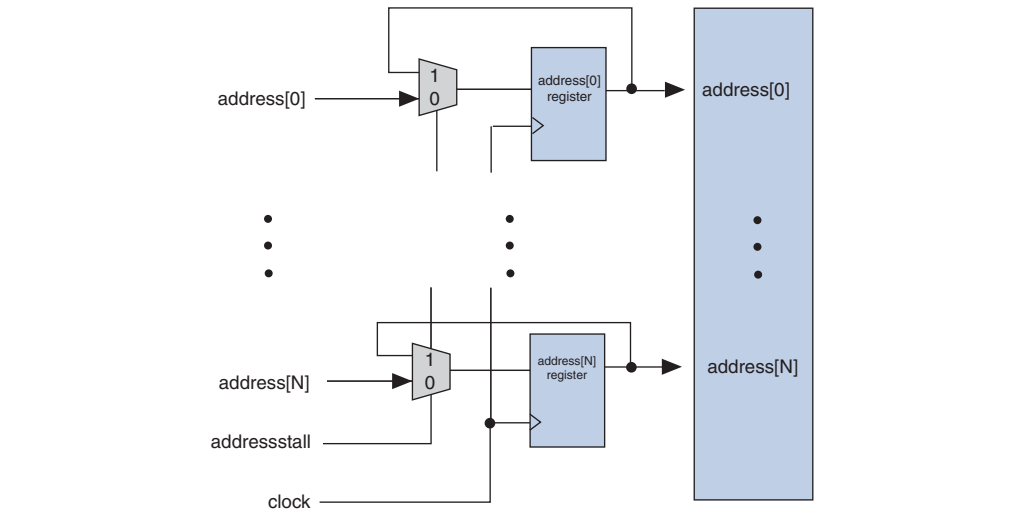 address[0]
1
0
address[0]
register
address[0]
address[N]
1
0
address[N]
register
address[N]
addressstall
clock